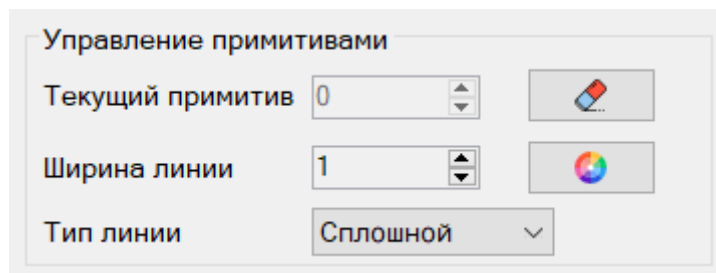 Управление примитивами
Текущий примитив 0
Ширина линии 1
Тип линии Сплошной